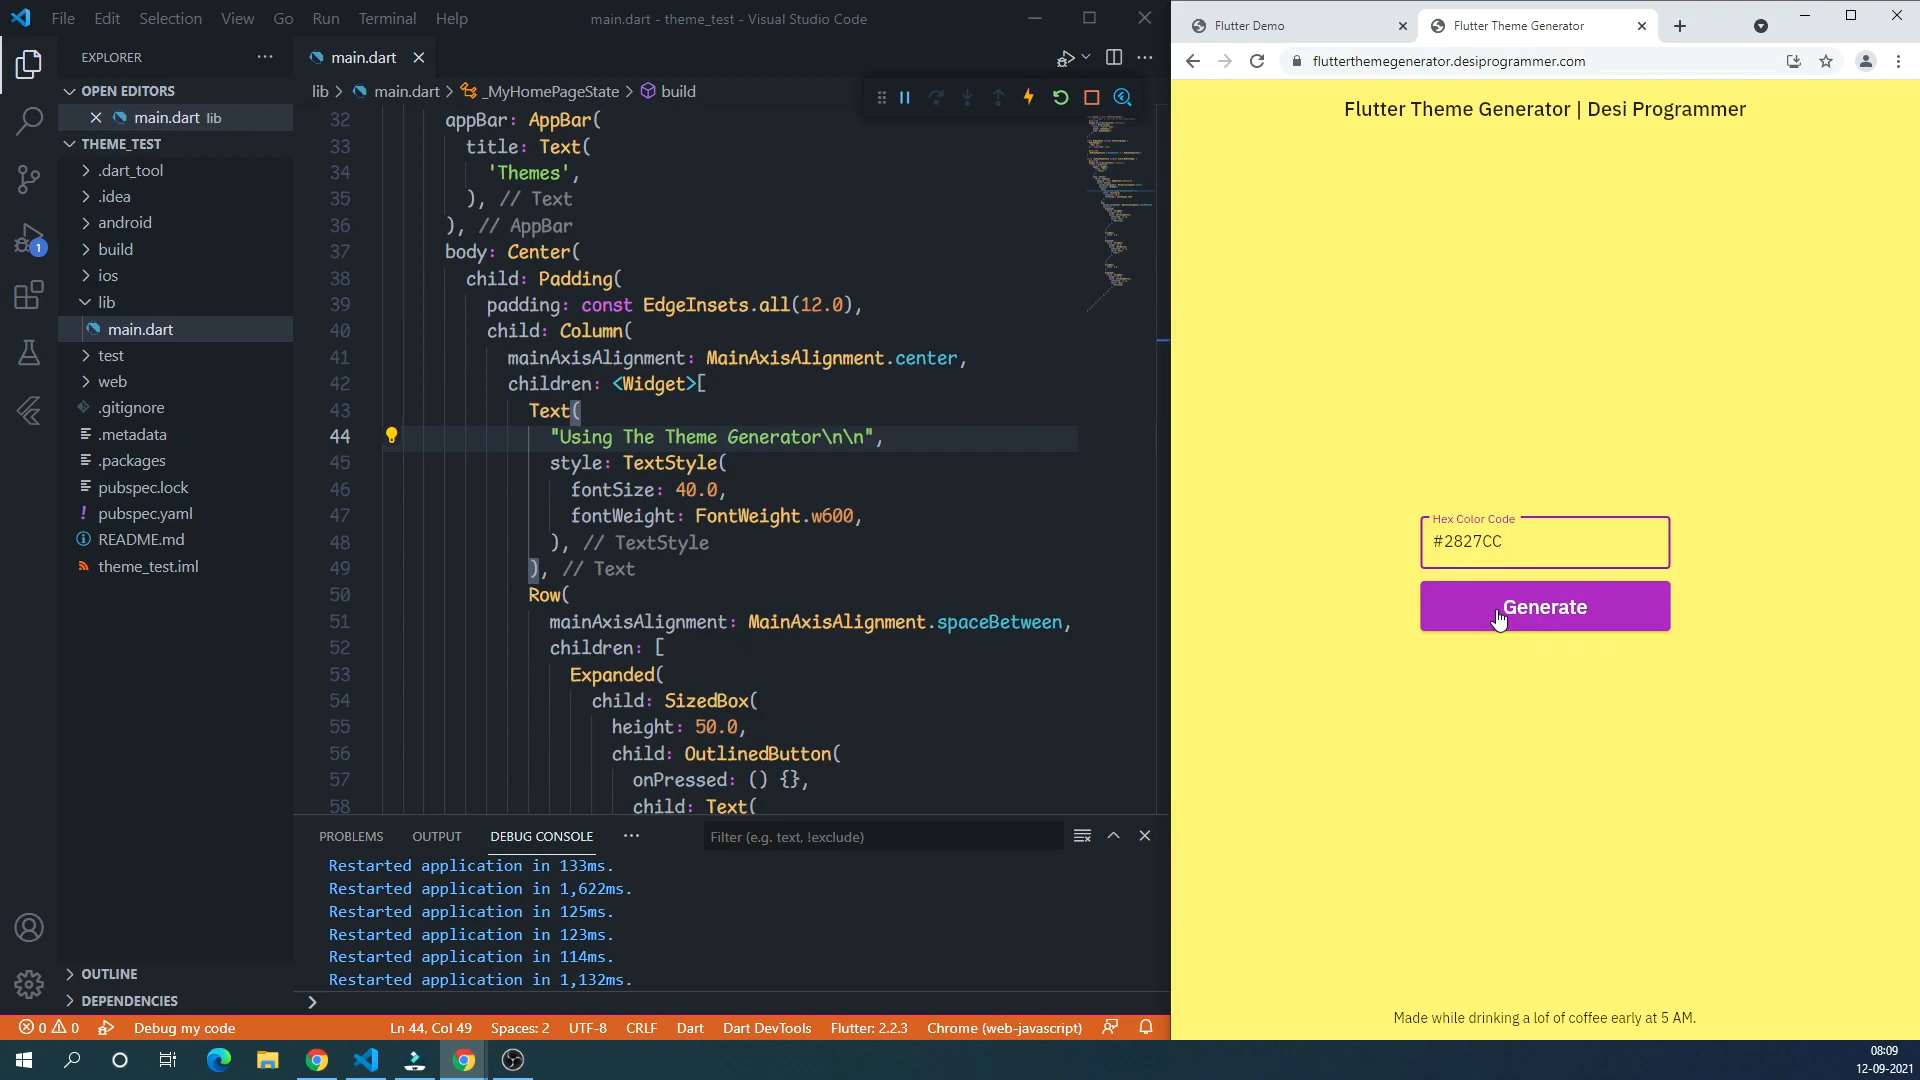 File Edit Selection View Go Run Terminal Help
main.dart - theme_test - Visual Studio Code
EXPLORER
OPEN EDITORS
main.dart lib
THEME_TEST
.dart_tool
.idea
android
build
ios
lib
main.dart
test
web
.gitignore
.metadata
.packages
pubspec.lock
pubspec.yaml
README.md
theme_test.iml
OUTLINE
DEPENDENCIES
main.dart
lib > main.dart > _MyHomePageState > build
32 appBar: AppBar(
33 title: Text(
34 'Themes',
35 ), // Text
36 ), // AppBar
37 body: Center(
38 child: Padding(
39 padding: const EdgeInsets.all(12.0),
40 child: Column(
41 mainAxisAlignment: MainAxisAlignment.center,
42 children: <Widget>[
43 Text(
44 "Using The Theme Generator\n\n",
45 style: TextStyle(
46 fontSize: 40.0,
47 fontWeight: FontWeight.w600,
48 ), // TextStyle
49 ), // Text
50 Row(
51 mainAxisAlignment: MainAxisAlignment.spaceBetween,
52 children: [
53 Expanded(
54 child: SizedBox(
55 height: 50.0,
56 child: OutlinedButton(
57 onPressed: () {},
58 child: Text(
PROBLEMS OUTPUT DEBUG CONSOLE
Filter (e.g. text, !exclude)
Restarted application in 133ms.
Restarted application in 1,622ms.
Restarted application in 125ms.
Restarted application in 123ms.
Restarted application in 114ms.
Restarted application in 1,132ms.
1
0 0 Debug my code Ln 44, Col 49 Spaces: 2 UTF-8 CRLF Dart Dart DevTools Flutter: 2.2.3 Chrome (web-javascript)
Flutter Demo
Flutter Theme Generator
flutterthemegenerator.desiprogrammer.com
Flutter Theme Generator | Desi Programmer
Hex Color Code
#2827CC
Generate
Made while drinking a lof of coffee early at 5 AM.
08:09
12-09-2021